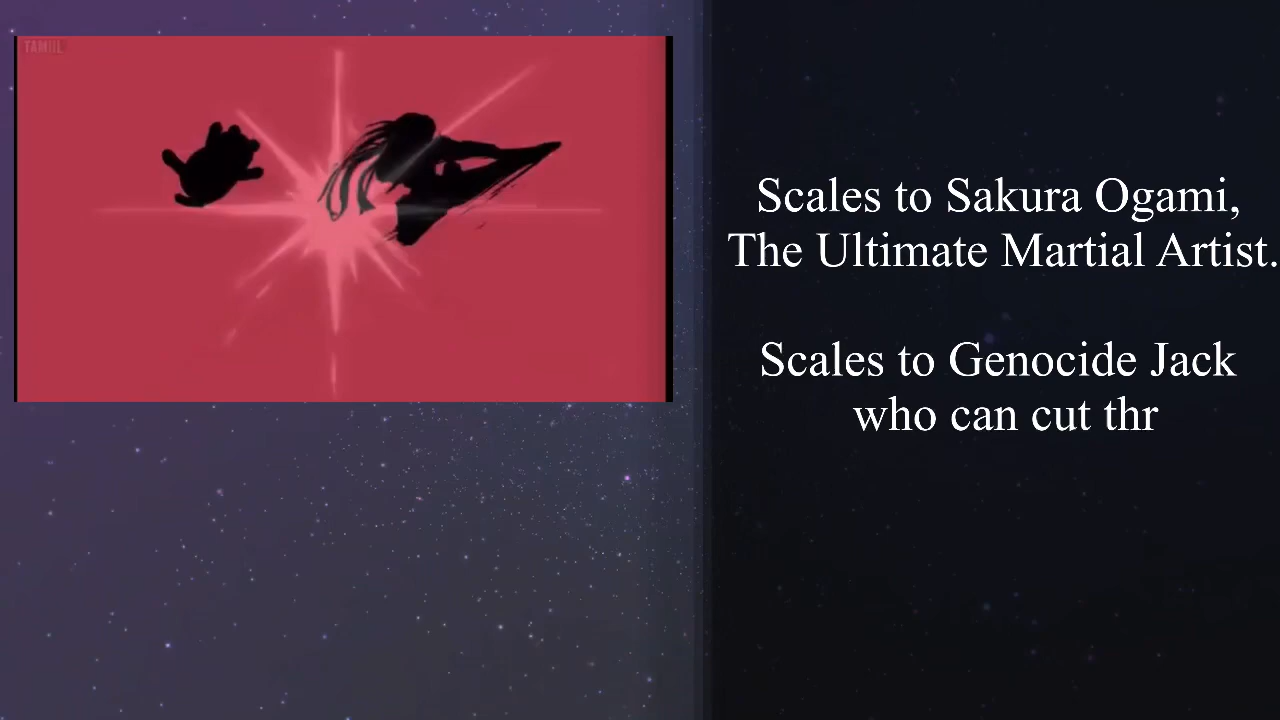 Scales to Sakura Ogami,
The Ultimate Martial Artist.
Scales to Genocide Jack
who can cut thr